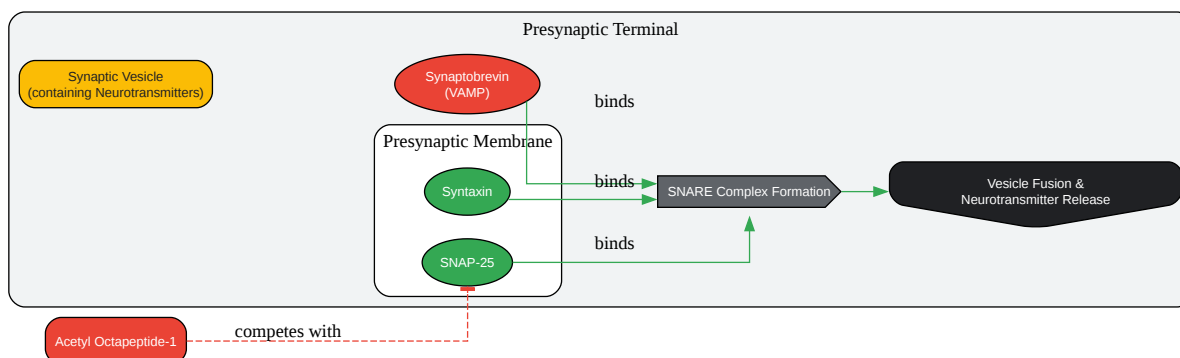 Presynaptic Terminal
Synaptic Vesicle
(containing Neurotransmitters)
Synaptobrevin
(VAMP)
binds
Presynaptic Membrane
Syntaxin
binds
SNARE Complex Formation
Vesicle Fusion &
Neurotransmitter Release
SNAP-25
binds
Acetyl Octapeptide-1
competes with